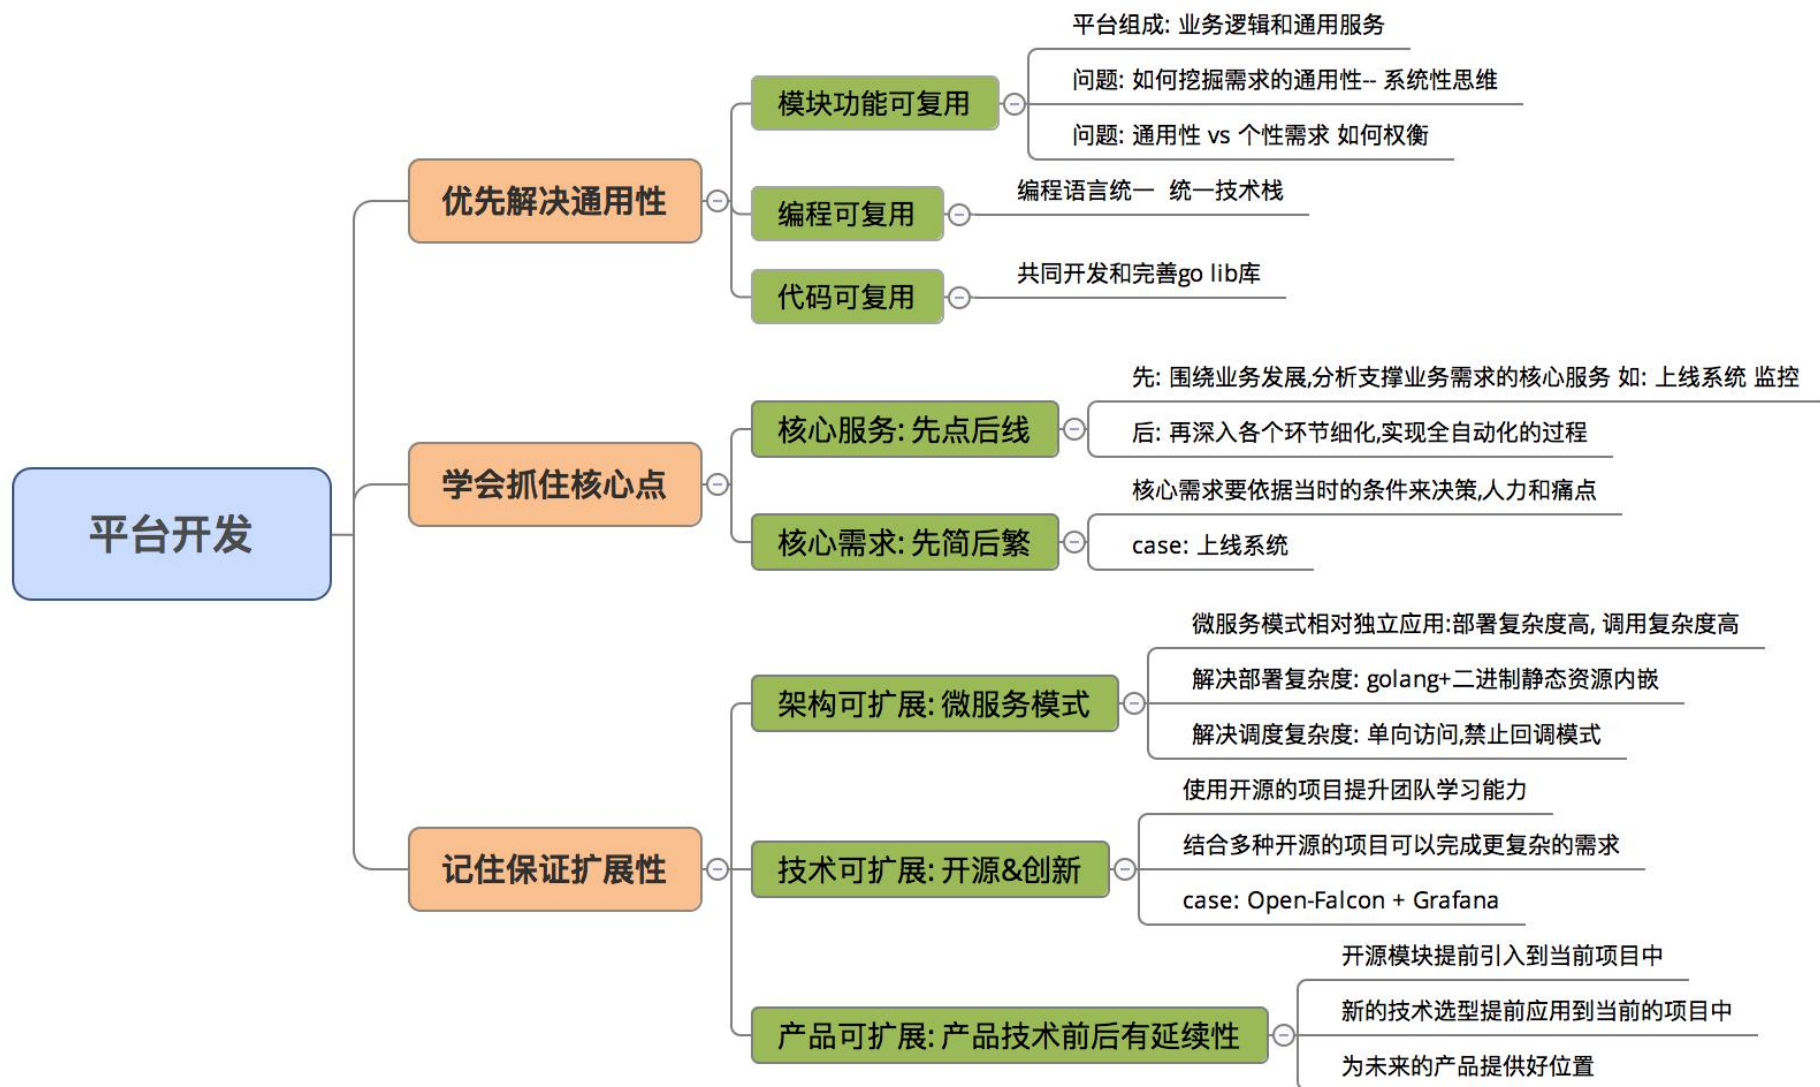 平台开发
优先解决通用性
模块功能可复用
平台组成: 业务逻辑和通用服务
问题: 如何挖掘需求的通用性-- 系统性思维
问题: 通用性 vs 个性需求 如何权衡
编程可复用
编程语言统一 统一技术栈
代码可复用
共同开发和完善go lib库
学会抓住核心点
核心服务: 先点后线
先: 围绕业务发展,分析支撑业务需求的核心服务 如: 上线系统 监控
后: 再深入各个环节细化,实现全自动化的过程
核心需求: 先简后繁
核心需求要依据当时的条件来决策,人力和痛点
case: 上线系统
记住保证扩展性
架构可扩展: 微服务模式
微服务模式相对独立应用:部署复杂度高, 调用复杂度高
解决部署复杂度: golang+二进制静态资源内嵌
解决调度复杂度: 单向访问,禁止回调模式
技术可扩展: 开源&创新
使用开源的项目提升团队学习能力
结合多种开源的项目可以完成更复杂的需求
case: Open-Falcon + Grafana
产品可扩展: 产品技术前后有延续性
开源模块提前引入到当前项目中
新的技术选型提前应用到当前的项目中
为未来的产品提供好位置